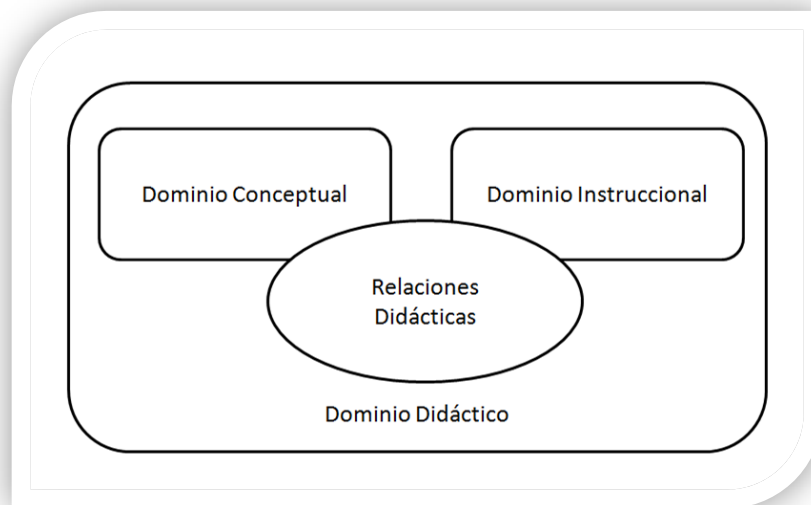 Dominio Conceptual
Dominio Instruccional
Relaciones
Didácticas
Dominio Didáctico